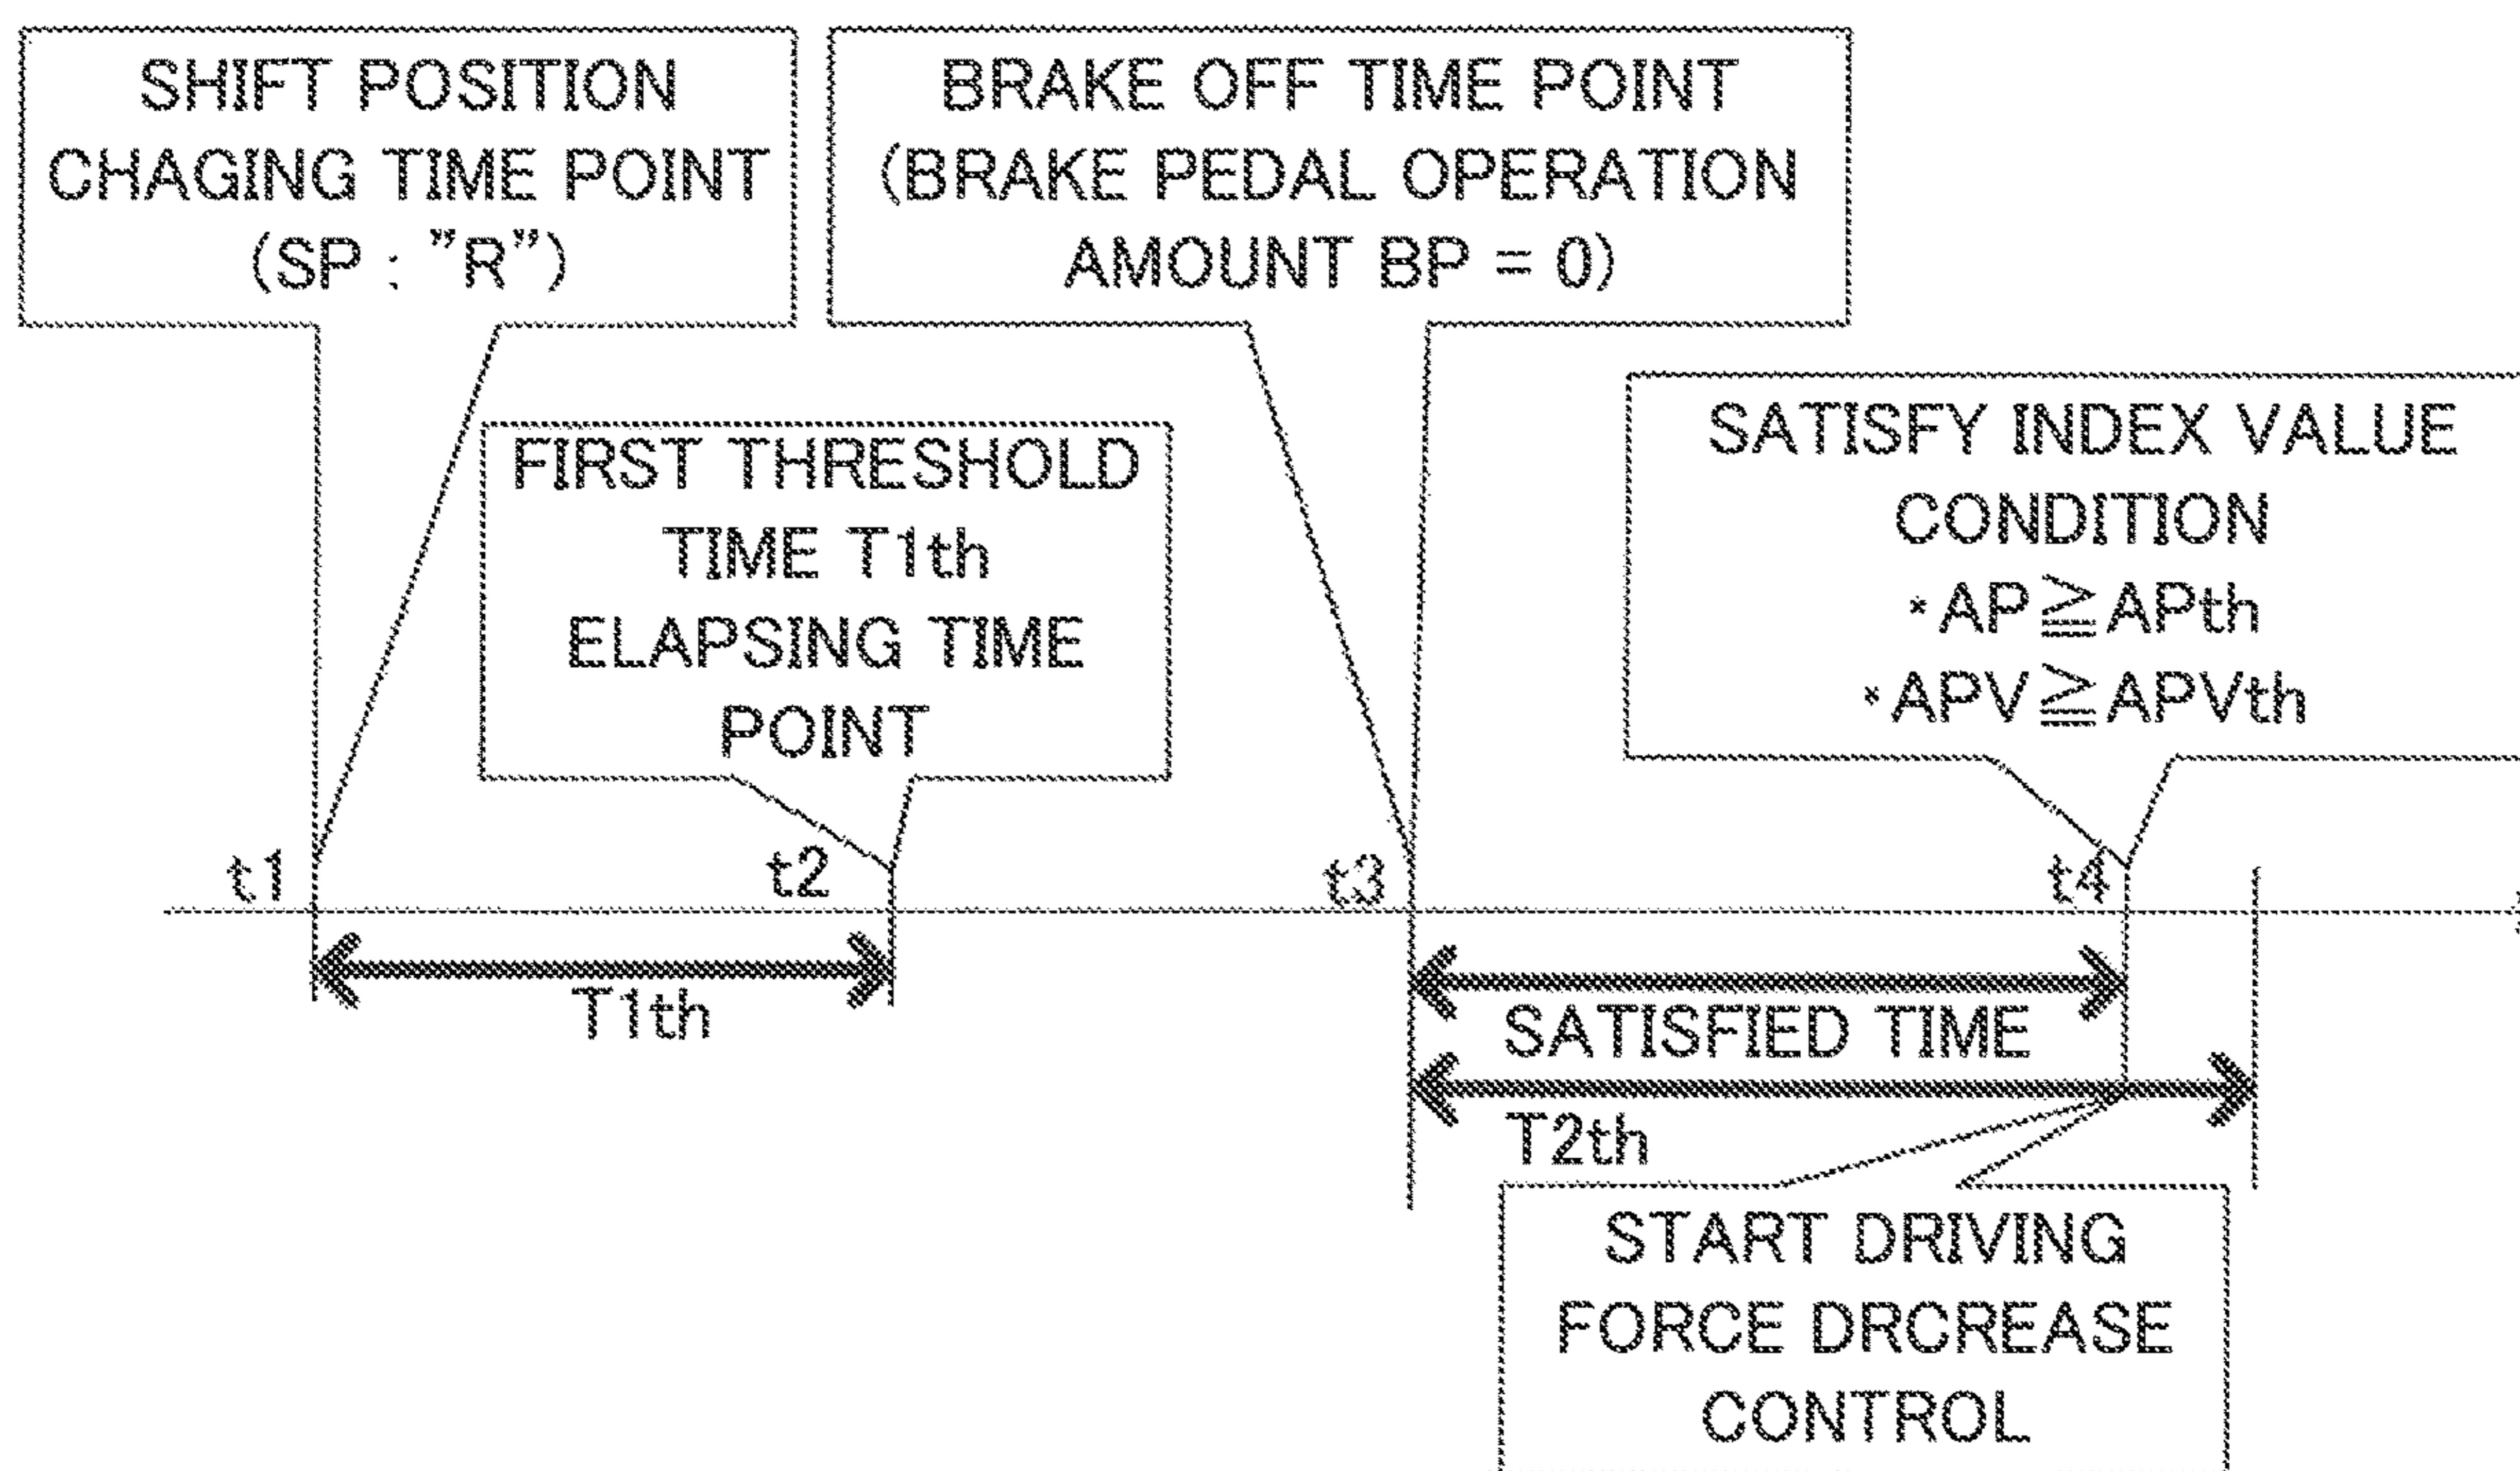 SHIFT POSITION
CHAGING TIME POINT
(SP : "R")
BRAKE OFF TIME POINT
(BRAKE PEDAL OPERATION
AMOUNT BP = 0)
FIRST THRESHOLD
TIME T1th
ELAPSING TIME
POINT
SATISFY INDEX VALUE
CONDITION
*AP≧APth
*APV≧APVth
t1
t2
t3
t4
T1th
SATISFIED TIME
T2th
START DRIVING
FORCE DRCREASE
CONTROL